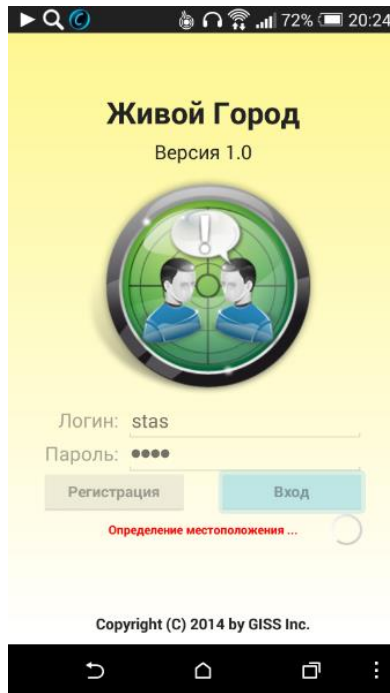 72% 20:24
Живой Город
Версия 1.0
Логин: stas
Пароль: ••••
Регистрация Вход
Определение местоположения ...
Copyright (C) 2014 by GISS Inc.